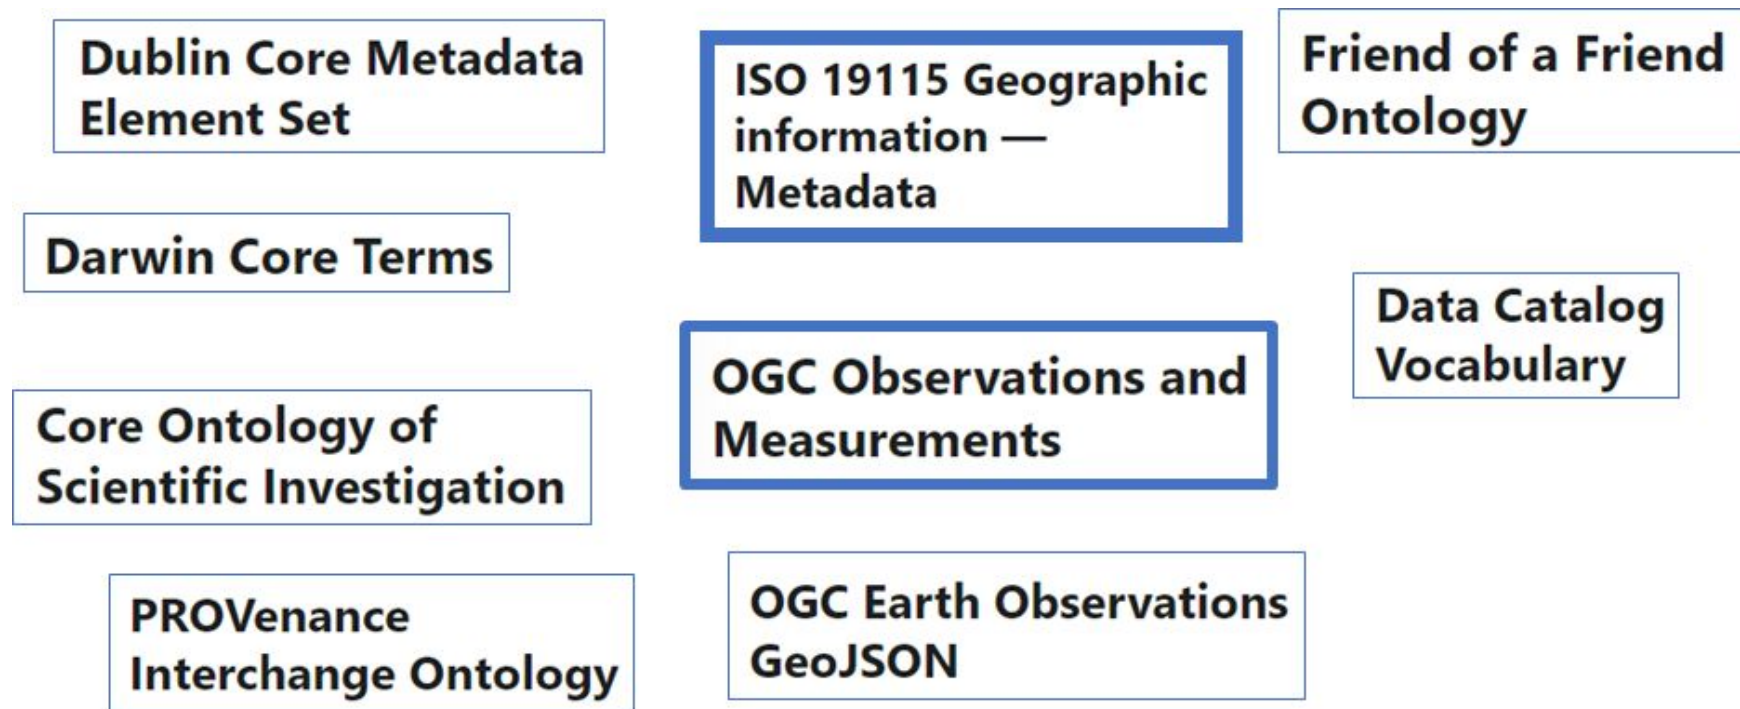 Dublin Core Metadata
Element Set
ISO 19115 Geographic
information —
Metadata
Friend of a Friend
Ontology
Darwin Core Terms
Data Catalog
Vocabulary
OGC Observations and
Measurements
Core Ontology of
Scientific Investigation
PROVenance
Interchange Ontology
OGC Earth Observations
GeoJSON